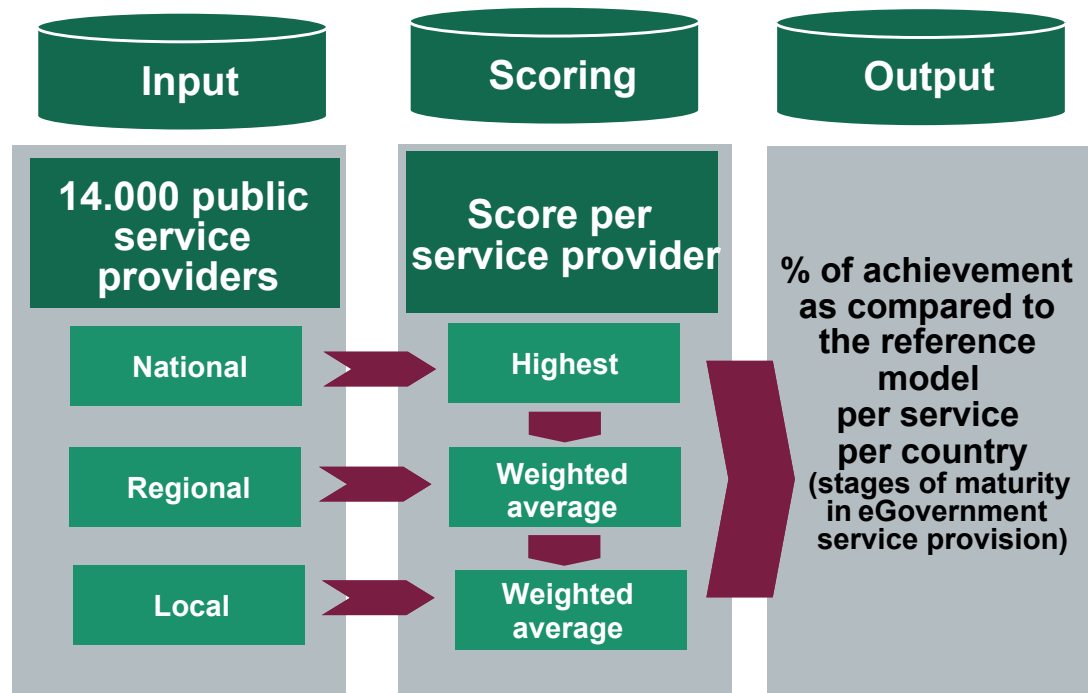 Input
Scoring
Output
14.000 public
service
providers
Score per
service provider
% of achievement
as compared to
the reference
model
per service
per country
(stages of maturity
in eGovernment
service provision)
National
Highest
Regional
Weighted
average
Local
Weighted
average